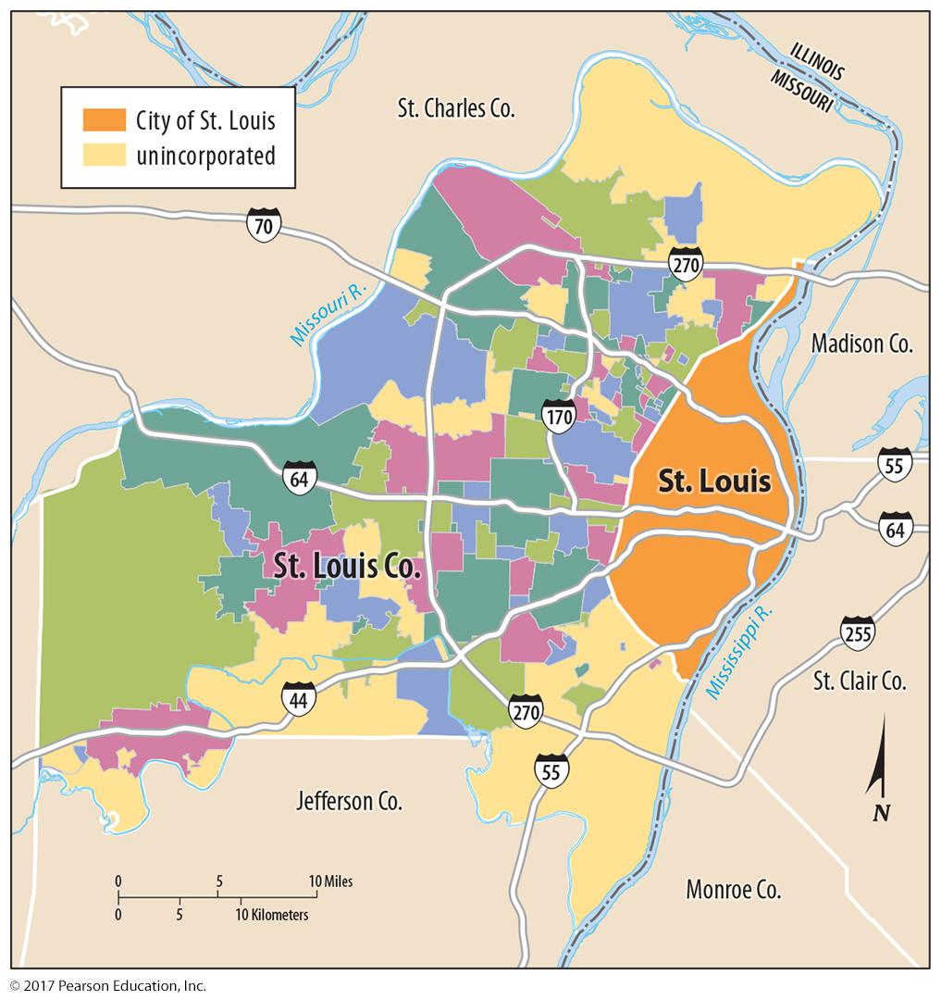 ILLINOIS
MISSOURI
St. Charles Co.
City of St. Louis
unincorporated
70
270
Missouri R.
Madison Co.
170
55
64
St. Louis
64
St. Louis Co.
255
Mississippi R.
St. Clair Co.
44
270
55
Jefferson Co.
N
0 5 10 Miles
0 5 10 Kilometers
Monroe Co.
© 2017 Pearson Education, Inc.